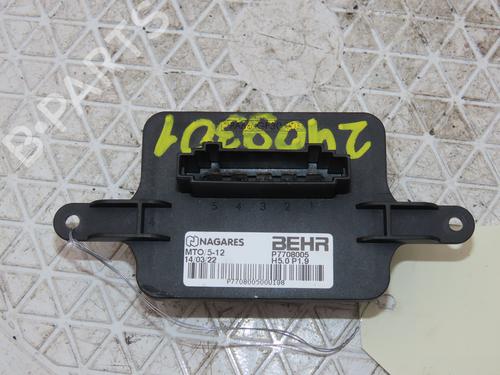 B-PARTS
2409301
5 4 3 2 1
NAGARES BEHR
MTO/5-12 P7708005
14/03/22 H5.0 P1.9
P7708005000U108